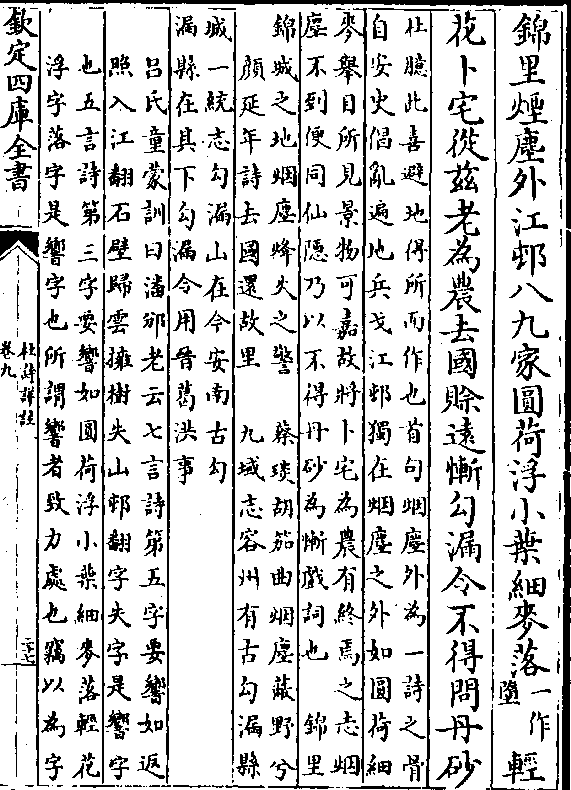 錦里煙塵外江邨八九家圓荷浮小葉細麥落一作墮輕
花卜宅從兹老為農去國賖遠慚勾漏令不得問丹砂
杜臆此喜避地得所而作也首句烟塵外為一詩之骨
自安史倡亂遍地兵戈江邨獨在烟塵之外如圓荷細
麥舉目所見景物可嘉故將卜宅為農有終焉之志烟
塵不到便同仙隱乃以不得丹砂為慚戲詞也 錦里
錦城之地烟塵烽火之警 蔡琰胡笳曲烟塵蔽野兮
顔延年詩去國還故里 九域志容州有古勾漏縣
城一統志勾漏山在今安南古勾
漏縣在其下勾漏令用晉葛洪事
吕氏童蒙訓曰潘邠老云七言詩第五字要響如返
照入江翻石壁歸雲擁樹失山邨翻字失字是響字
也五言詩第三字要響如圓荷浮小葉細麥落輕花
浮字落字是響字也所謂響者致力處也竊以為字
欽定四庫全書
杜詩詳註
卷九
二十七